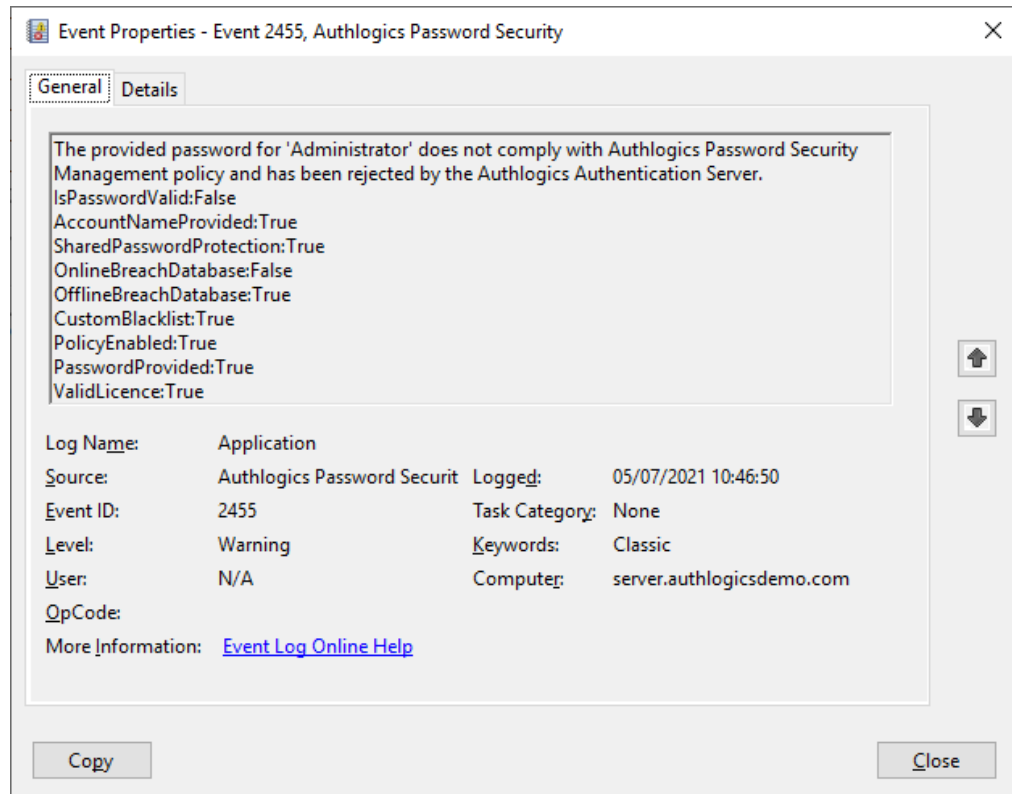 Event Properties - Event 2455, Authlogics Password Security
General Details
The provided password for 'Administrator' does not comply with Authlogics Password Security
Management policy and has been rejected by the Authlogics Authentication Server.
IsPasswordValid:False
AccountNameProvided:True
SharedPasswordProtection:True
OnlineBreachDatabase:False
OfflineBreachDatabase:True
CustomBlacklist:True
PolicyEnabled:True
PasswordProvided:True
ValidLicence:True
Log Name: Application
Source: Authlogics Password Securit Logged: 05/07/2021 10:46:50
Event ID: 2455 Task Category: None
Level: Warning Keywords: Classic
User: N/A Computer: server.authlogicsdemo.com
OpCode:
More Information: Event Log Online Help
Copy Close